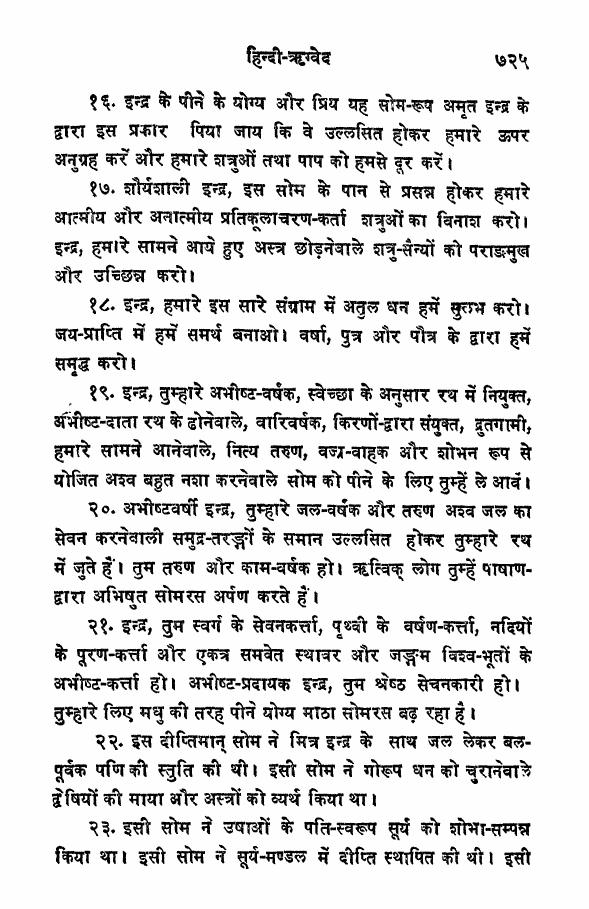 हिन्दी-ऋग्वेद ७२५
१६. इन्द्र के पीने के योग्य और प्रिय यह सोम-रूप अमृत इन्द्र के
द्वारा इस प्रकार पिया जाय कि वे उल्लसित होकर हमारे ऊपर
अनुग्रह करें और हमारे शत्रुओं तथा पाप को हमसे दूर करें।
१७. शौर्यशाली इन्द्र, इस सोम के पान से प्रसन्न होकर हमारे
आत्मीय और अनात्मीय प्रतिकूलाचरण-कर्ता शत्रुओं का विनाश करो।
इन्द्र, हमारे सामने आये हुए अस्त्र छोड़नेवाले शत्रु-सैन्यों को पराङमुख
और उच्छिन्न करो।
१८. इन्द्र, हमारे इस सारे संग्राम में अतुल धन हमें सुलभ करो।
जय-प्राप्ति में हमें समर्थ बनाओ। वर्षा, पुत्र और पौत्र के द्वारा हमें
समृद्ध करो।
१९. इन्द्र, तुम्हारे अभीष्ट-वर्षक, स्वेच्छा के अनुसार रथ में नियुक्त,
अभीष्ट-दाता रथ के ढोनेवाले, वारिवर्षक, किरणों-द्वारा संयुक्त, द्रुतगामी,
हमारे सामने आनेवाले, नित्य तरुण, वज्र-वाहक और शोभन रूप से
योजित अश्व बहुत नशा करनेवाले सोम को पीने के लिए तुम्हें ले आवें।
२०. अभीष्टवर्षी इन्द्र, तुम्हारे जल-वर्षक और तरुण अश्व जल का
सेवन करनेवाली समुद्र-तरङ्गों के समान उल्लसित होकर तुम्हारे रथ
में जुते हैं। तुम तरुण और काम-वर्षक हो। ऋत्विक् लोग तुम्हें पाषाण-
द्वारा अभिषुत सोमरस अर्पण करते हैं।
२१. इन्द्र, तुम स्वर्ग के सेवनकर्त्ता, पृथ्वी के वर्षण-कर्त्ता, नदियों
के पूरण-कर्त्ता और एकत्र समवेत स्थावर और जङ्गम विश्व-भूतों के
अभीष्ट-कर्त्ता हो। अभीष्ट-प्रदायक इन्द्र, तुम श्रेष्ठ सेचनकारी हो।
तुम्हारे लिए मधु की तरह पीने योग्य माठा सोमरस बढ़ रहा है।
२२. इस दीप्तिमान् सोम ने मित्र इन्द्र के साथ जल लेकर बल-
पूर्वक पणि की स्तुति की थी। इसी सोम ने गोरूप धन को चुरानेवाले
द्वेषियों की माया और अस्त्रों को व्यर्थ किया था।
२३. इसी सोम ने उषाओं के पति-स्वरूप सूर्य को शोभा-सम्पन्न
किया था। इसी सोम ने सूर्य-मण्डल में दीप्ति स्थापित की थी। इसी